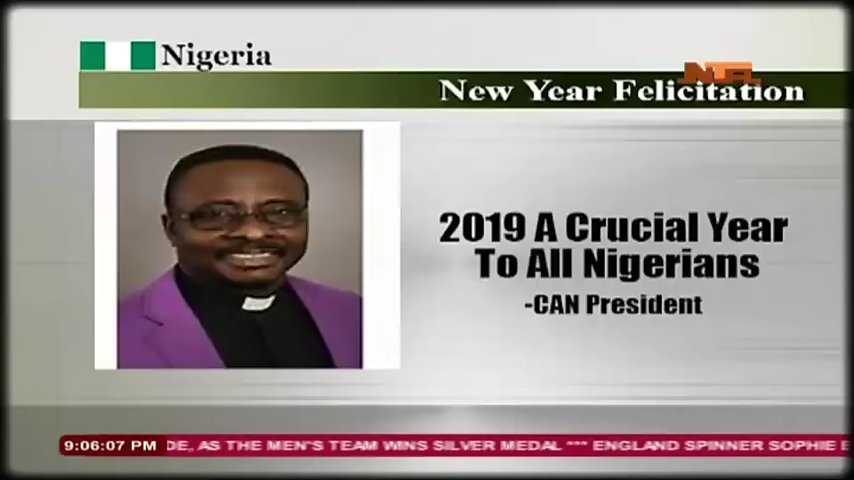 Nigeria
NTA
New Year Felicitation
2019 A Crucial Year
To All Nigerians
-CAN President
9:06:07 PM DE, AS THE MEN'S TEAM WINS SILVER MEDAL *** ENGLAND SPINNER SOPHIE E